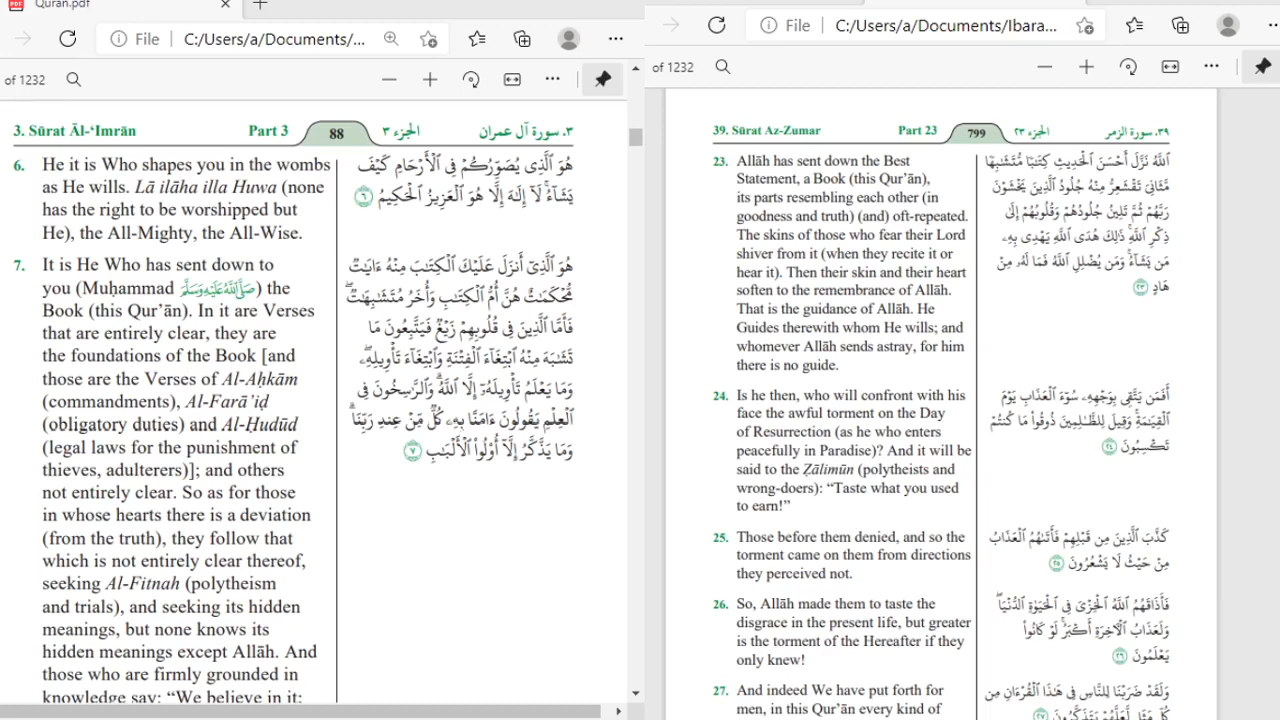 Quran.pdf
File
C:/Users/a/Documents/...
of 1232
3. Sūrat Āl-‘Imrān
Part 3
88
الجزء ٣
٣. سورة آل عمران
6. He it is Who shapes you in the wombs
as He wills. Lā ilāha illa Huwa (none
has the right to be worshipped but
He), the All-Mighty, the All-Wise.
هُوَ ٱلَّذِى يُصَوِّرُكُمْ فِى ٱلْأَرْحَامِ كَيْفَ
يَشَآءُ ۚ لَآ إِلَـٰهَ إِلَّا هُوَ ٱلْعَزِيزُ ٱلْحَكِيمُ ٦
7. It is He Who has sent down to
you (Muḥammad صَلَّى اللَّهُ عَلَيْهِ وَسَلَّمَ) the
Book (this Qur’ān). In it are Verses
that are entirely clear, they are
the foundations of the Book [and
those are the Verses of Al-Aḥkām
(commandments), Al-Farā’iḍ
(obligatory duties) and Al-Ḥudūd
(legal laws for the punishment of
thieves, adulterers)]; and others
not entirely clear. So as for those
in whose hearts there is a deviation
(from the truth), they follow that
which is not entirely clear thereof,
seeking Al-Fitnah (polytheism
and trials), and seeking its hidden
meanings, but none knows its
hidden meanings except Allāh. And
those who are firmly grounded in
knowledge say: “We believe in it;
هُوَ ٱلَّذِىٓ أَنزَلَ عَلَيْكَ ٱلْكِتَـٰبَ مِنْهُ ءَايَـٰتٌ
مُّحْكَمَـٰتٌ هُنَّ أُمُّ ٱلْكِتَـٰبِ وَأُخَرُ مُتَشَـٰبِهَـٰتٌ ۖ
فَأَمَّا ٱلَّذِينَ فِى قُلُوبِهِمْ زَيْغٌ فَيَتَّبِعُونَ مَا
تَشَـٰبَهَ مِنْهُ ٱبْتِغَآءَ ٱلْفِتْنَةِ وَٱبْتِغَآءَ تَأْوِيلِهِۦ ۗ
وَمَا يَعْلَمُ تَأْوِيلَهُۥٓ إِلَّا ٱللَّهُ ۗ وَٱلرَّٰسِخُونَ فِى
ٱلْعِلْمِ يَقُولُونَ ءَامَنَّا بِهِۦ كُلٌّ مِّنْ عِندِ رَبِّنَا ۗ
وَمَا يَذَّكَّرُ إِلَّآ أُو۟لُوا۟ ٱلْأَلْبَـٰبِ ٧
File
C:/Users/a/Documents/Ibara...
of 1232
39. Sūrat Az-Zumar
Part 23
799
الجزء ٢٣
٣٩. سورة الزمر
23. Allāh has sent down the Best
Statement, a Book (this Qur’ān),
its parts resembling each other (in
goodness and truth) (and) oft-repeated.
The skins of those who fear their Lord
shiver from it (when they recite it or
hear it). Then their skin and their heart
soften to the remembrance of Allāh.
That is the guidance of Allāh. He
Guides therewith whom He wills; and
whomever Allāh sends astray, for him
there is no guide.
ٱللَّهُ نَزَّلَ أَحْسَنَ ٱلْحَدِيثِ كِتَـٰبًا مُّتَشَـٰبِهًا
مَّثَانِىَ تَقْشَعِرُّ مِنْهُ جُلُودُ ٱلَّذِينَ يَخْشَوْنَ
رَبَّهُمْ ثُمَّ تَلِينُ جُلُودُهُمْ وَقُلُوبُهُمْ إِلَىٰ
ذِكْرِ ٱللَّهِ ۚ ذَٰلِكَ هُدَى ٱللَّهِ يَهْدِى بِهِۦ
مَن يَشَآءُ ۚ وَمَن يُضْلِلِ ٱللَّهُ فَمَا لَهُۥ مِنْ
هَادٍ ٢٣
24. Is he then, who will confront with his
face the awful torment on the Day
of Resurrection (as he who enters
peacefully in Paradise)? And it will be
said to the Ẓālimūn (polytheists and
wrong-doers): “Taste what you used
to earn!”
أَفَمَن يَتَّقِى بِوَجْهِهِۦ سُوٓءَ ٱلْعَذَابِ يَوْمَ
ٱلْقِيَـٰمَةِ ۚ وَقِيلَ لِلظَّـٰلِمِينَ ذُوقُوا۟ مَا كُنتُمْ
تَكْسِبُونَ ٢٤
25. Those before them denied, and so the
torment came on them from directions
they perceived not.
كَذَّبَ ٱلَّذِينَ مِن قَبْلِهِمْ فَأَتَىٰهُمُ ٱلْعَذَابُ
مِنْ حَيْثُ لَا يَشْعُرُونَ ٢٥
26. So, Allāh made them to taste the
disgrace in the present life, but greater
is the torment of the Hereafter if they
only knew!
فَأَذَاقَهُمُ ٱللَّهُ ٱلْخِزْىَ فِى ٱلْحَيَوٰةِ ٱلدُّنْيَا ۖ
وَلَعَذَابُ ٱلْـَٔاخِرَةِ أَكْبَرُ ۚ لَوْ كَانُوا۟
يَعْلَمُونَ ٢٦
27. And indeed We have put forth for
men, in this Qur’ān every kind of
وَلَقَدْ ضَرَبْنَا لِلنَّاسِ فِى هَـٰذَا ٱلْقُرْءَانِ مِن
كُلِّ مَثَلٍ لَّعَلَّهُمْ يَتَذَكَّرُونَ ٢٧